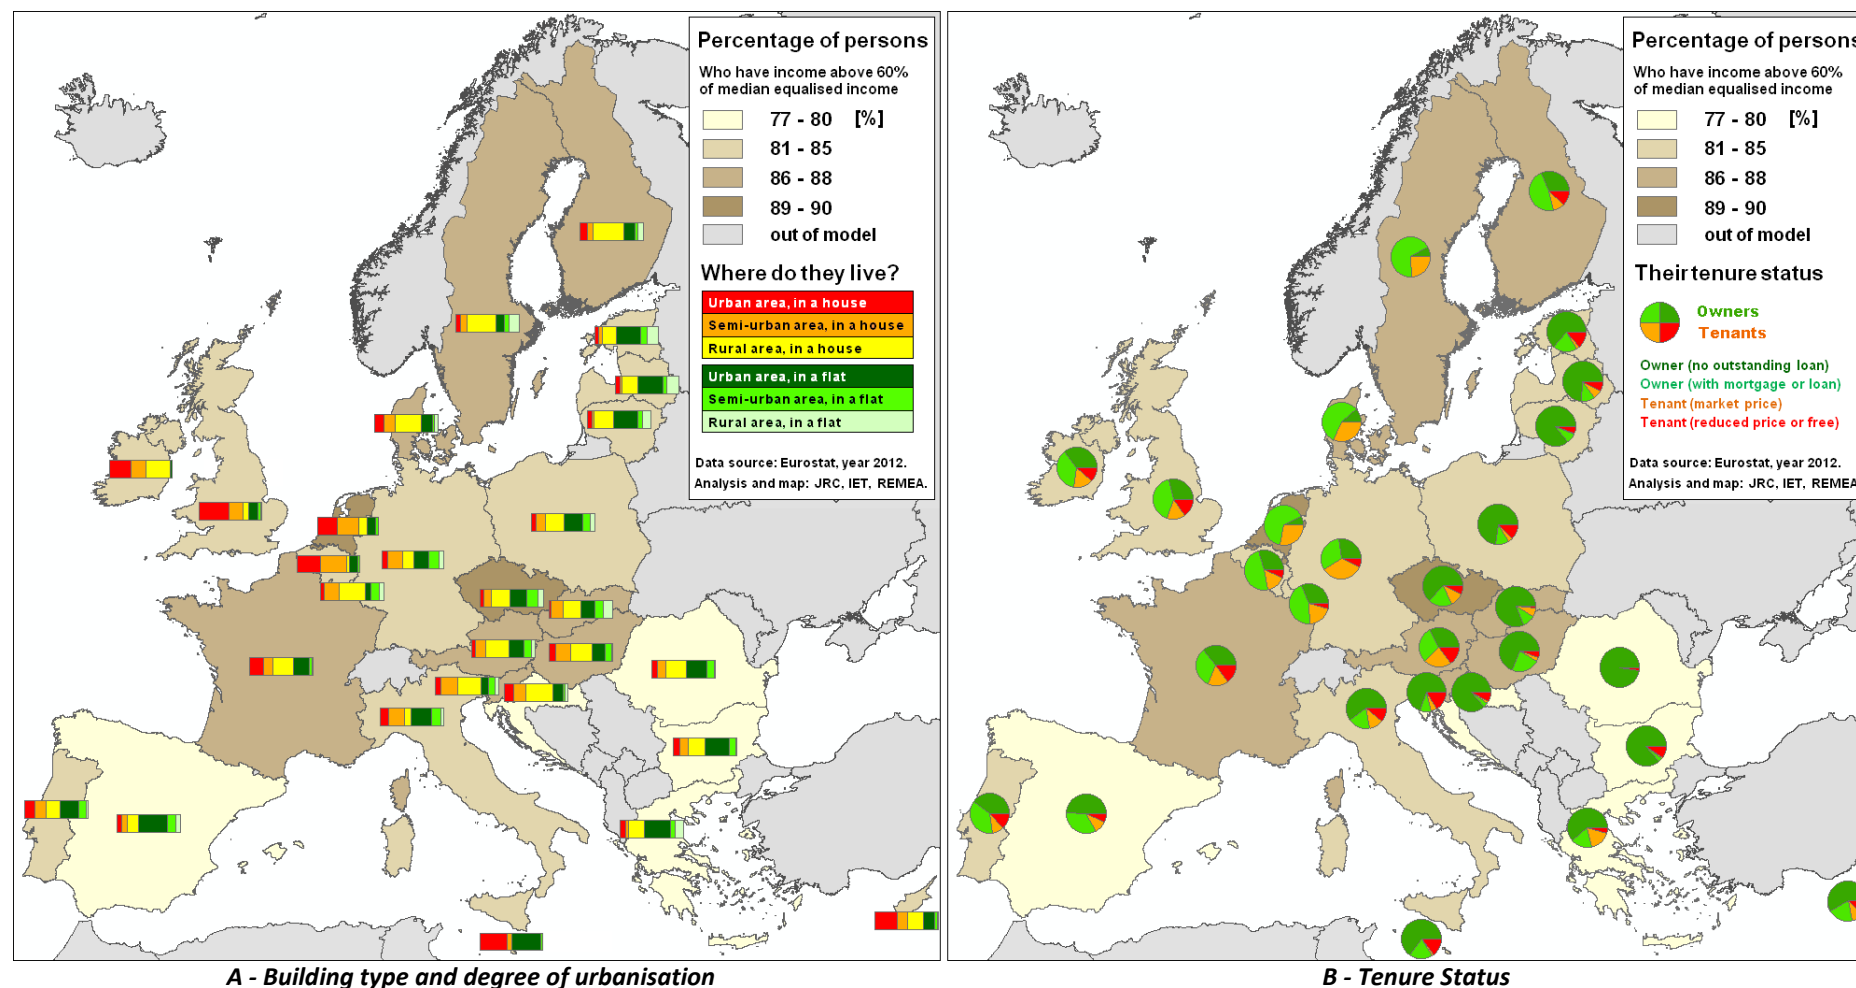 Percentage of persons
Who have income above 60%
of median equalised income
77 - 80 [%]
81 - 85
86 - 88
89 - 90
out of model
Where do they live?
Urban area, in a house
Semi-urban area, in a house
Rural area, in a house
Urban area, in a flat
Semi-urban area, in a flat
Rural area, in a flat
Data source: Eurostat, year 2012.
Analysis and map: JRC, IET, REMEA.
A - Building type and degree of urbanisation
Percentage of persons
Who have income above 60%
of median equalised income
77 - 80 [%]
81 - 85
86 - 88
89 - 90
out of model
Their tenure status
Owners
Tenants
Owner (no outstanding loan)
Owner (with mortgage or loan)
Tenant (market price)
Tenant (reduced price or free)
Data source: Eurostat, year 2012.
Analysis and map: JRC, IET, REMEA
B - Tenure Status